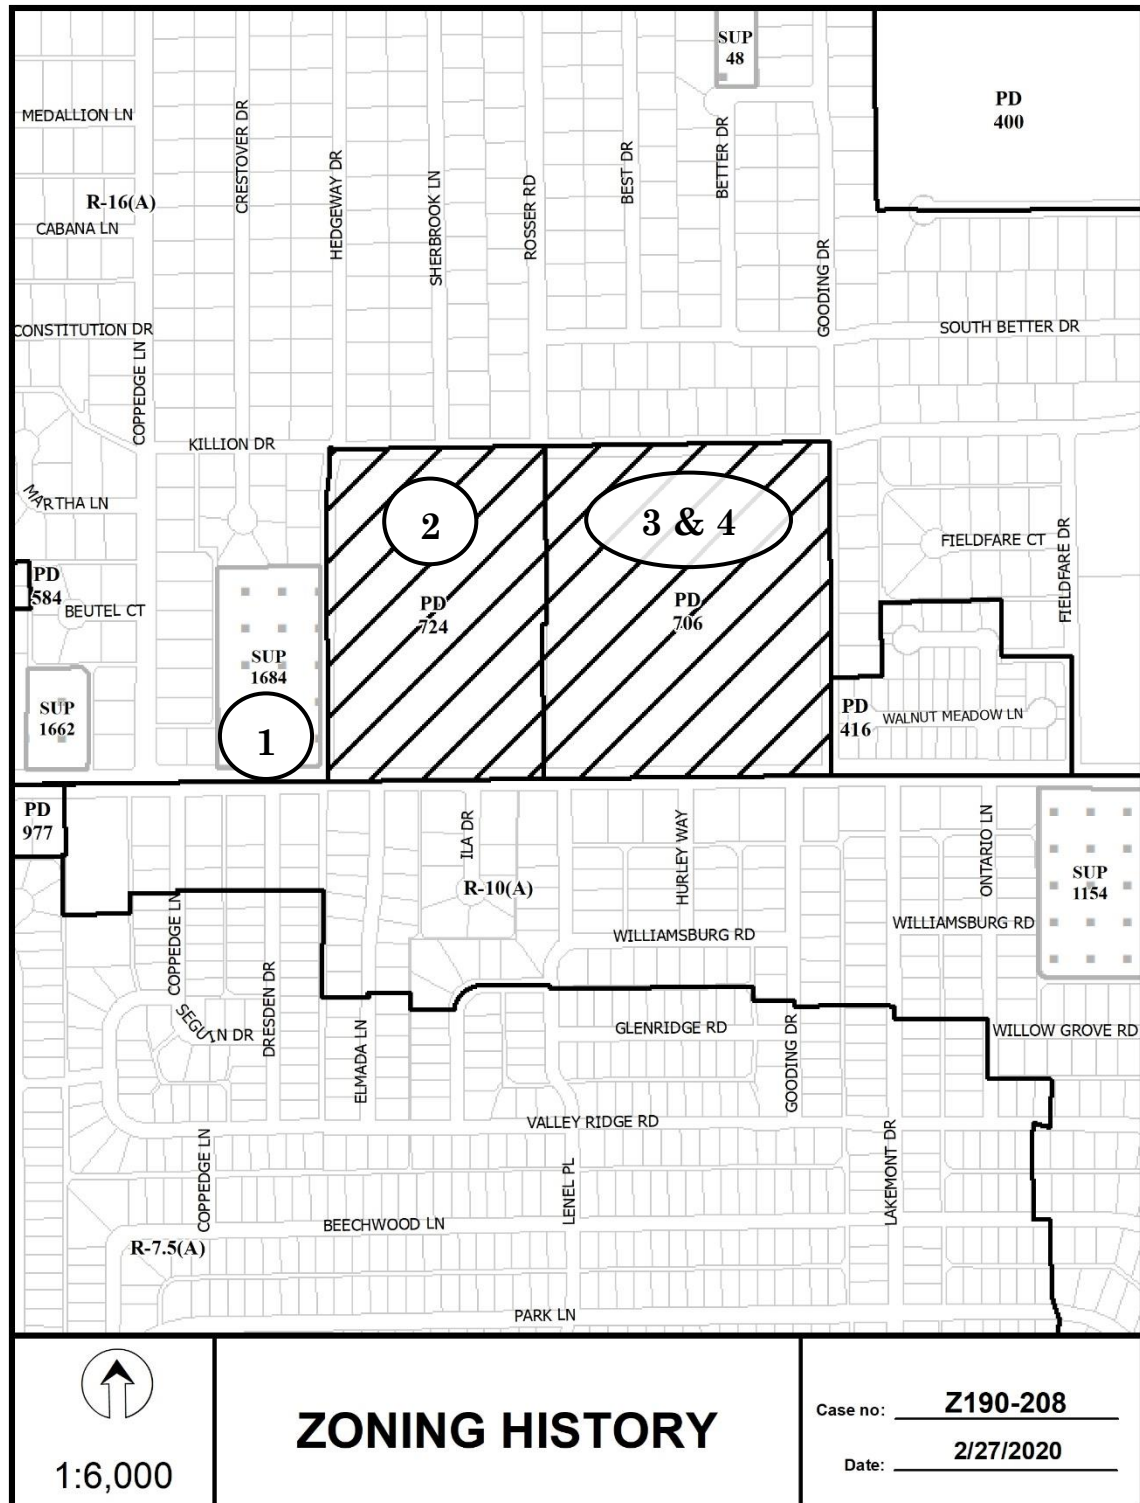 SUP
48
PD
400
MEDALLION LN
CRESTOVER DR
HEDGEWAY DR
SHERBROOK LN
ROSSER RD
BEST DR
BETTER DR
R-16(A)
CABANA LN
GOODING DR
CONSTITUTION DR
SOUTH BETTER DR
COPPEDGE LN
KILLION DR
MARTHA LN
2
3 & 4
FIELDFARE CT
FIELDFARE DR
PD
584
BEUTEL CT
PD
724
PD
706
SUP
1684
SUP
1662
1
PD
416
WALNUT MEADOW LN
PD
977
ILA DR
HURLEY WAY
ONTARIO LN
SUP
1154
R-10(A)
COPPEDGE LN
WILLIAMSBURG RD
WILLIAMSBURG RD
SEGUIN DR
DRESDEN DR
ELMADA LN
GLENRIDGE RD
GOODING DR
WILLOW GROVE RD
VALLEY RIDGE RD
COPPEDGE LN
LENEL PL
LAKEMONT DR
BEECHWOOD LN
R-7.5(A)
PARK LN
1:6,000
ZONING HISTORY
Case no: Z190-208
Date: 2/27/2020